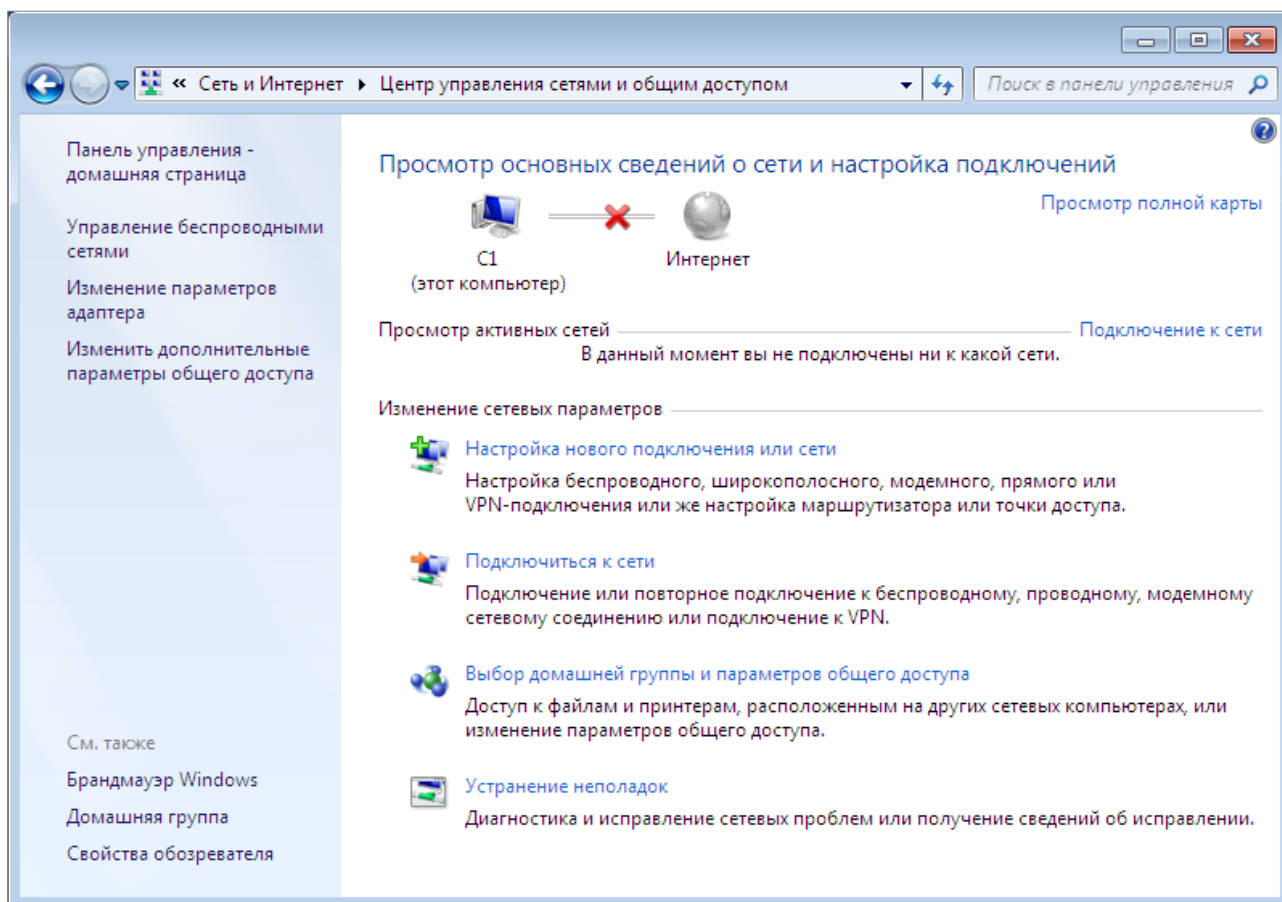 « Сеть и Интернет Центр управления сетями и общим доступом Поиск в панели управления
Панель управления -
домашняя страница
Управление беспроводными
сетями
Изменение параметров
адаптера
Изменить дополнительные
параметры общего доступа
См. также
Брандмауэр Windows
Домашняя группа
Свойства обозревателя
Просмотр основных сведений о сети и настройка подключений
Просмотр полной карты
C1
(этот компьютер)
Интернет
Просмотр активных сетей Подключение к сети
В данный момент вы не подключены ни к какой сети.
Изменение сетевых параметров
Настройка нового подключения или сети
Настройка беспроводного, широкополосного, модемного, прямого или
VPN-подключения или же настройка маршрутизатора или точки доступа.
Подключиться к сети
Подключение или повторное подключение к беспроводному, проводному, модемному
сетевому соединению или подключение к VPN.
Выбор домашней группы и параметров общего доступа
Доступ к файлам и принтерам, расположенным на других сетевых компьютерах, или
изменение параметров общего доступа.
Устранение неполадок
Диагностика и исправление сетевых проблем или получение сведений об исправлении.